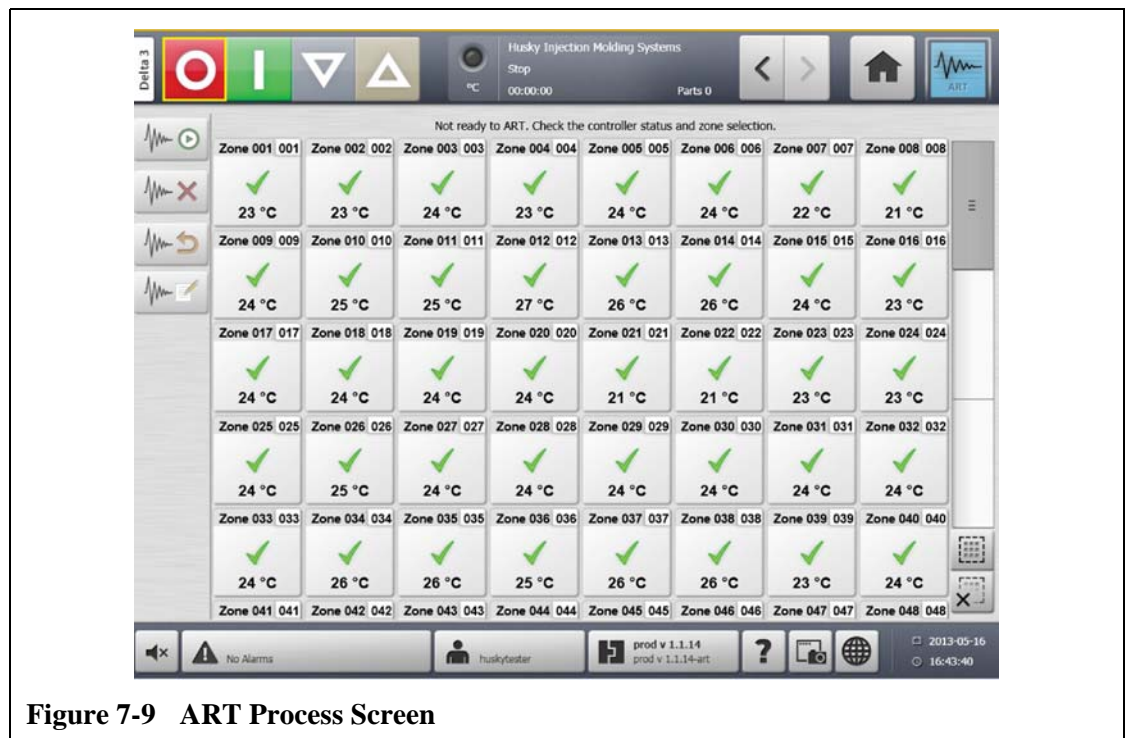 Delta 3
Husky Injection Molding Systems
Stop
°C 00:00:00 Parts 0
ART
Not ready to ART. Check the controller status and zone selection.
Zone 001 001 Zone 002 002 Zone 003 003 Zone 004 004 Zone 005 005 Zone 006 006 Zone 007 007 Zone 008 008
23 °C 23 °C 24 °C 23 °C 24 °C 24 °C 22 °C 21 °C
Zone 009 009 Zone 010 010 Zone 011 011 Zone 012 012 Zone 013 013 Zone 014 014 Zone 015 015 Zone 016 016
24 °C 25 °C 25 °C 27 °C 26 °C 26 °C 24 °C 23 °C
Zone 017 017 Zone 018 018 Zone 019 019 Zone 020 020 Zone 021 021 Zone 022 022 Zone 023 023 Zone 024 024
24 °C 24 °C 24 °C 24 °C 21 °C 21 °C 23 °C 23 °C
Zone 025 025 Zone 026 026 Zone 027 027 Zone 028 028 Zone 029 029 Zone 030 030 Zone 031 031 Zone 032 032
24 °C 25 °C 24 °C 24 °C 24 °C 24 °C 24 °C 24 °C
Zone 033 033 Zone 034 034 Zone 035 035 Zone 036 036 Zone 037 037 Zone 038 038 Zone 039 039 Zone 040 040
24 °C 26 °C 26 °C 25 °C 26 °C 26 °C 23 °C 24 °C
Zone 041 041 Zone 042 042 Zone 043 043 Zone 044 044 Zone 045 045 Zone 046 046 Zone 047 047 Zone 048 048
No Alarms
huskytester
prod v 1.1.14
prod v 1.1.14-art
?
2013-05-16
16:43:40
Figure 7-9 ART Process Screen